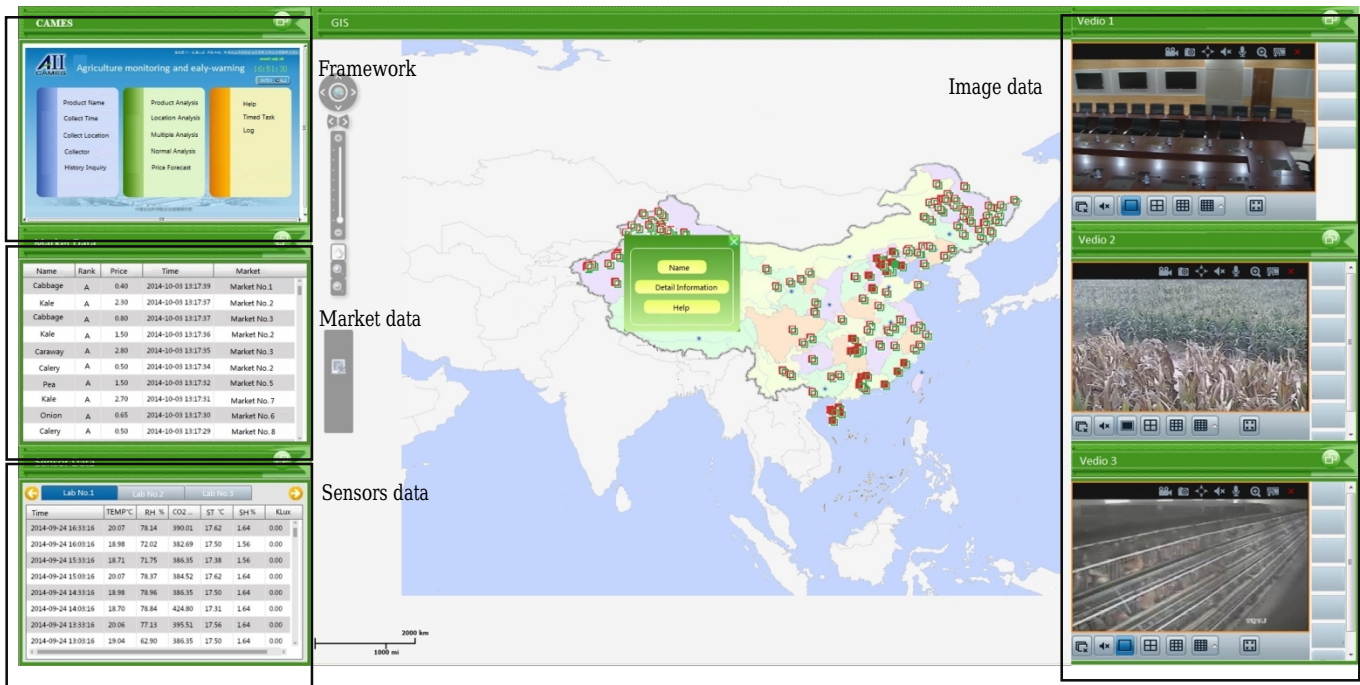 CAMES
AII
CAMES
Agriculture monitoring and ealy-warning
Product Name
Collect Time
Collect Location
Collector
History Inquiry
Product Analysis
Location Analysis
Multiple Analysis
Normal Analysis
Price Forecast
Help
Timed Task
Log
Market Data
Name Rank Price Time Market
Cabbage A 0.40 2014-10-03 13:17:39 Market No.1
Kale A 2.30 2014-10-03 13:17:37 Market No.2
Cabbage A 0.80 2014-10-03 13:17:37 Market No.3
Kale A 1.50 2014-10-03 13:17:36 Market No.2
Caraway A 2.80 2014-10-03 13:17:35 Market No.3
Calery A 0.50 2014-10-03 13:17:34 Market No.2
Pea A 1.50 2014-10-03 13:17:32 Market No.5
Kale A 2.70 2014-10-03 13:17:31 Market No.7
Onion A 0.65 2014-10-03 13:17:30 Market No.6
Calery A 0.50 2014-10-03 13:17:29 Market No.8
Sensor Data
Lab No.1 Lab No.2 Lab No.3
Time TEMP°C RH % CO2 ... ST °C SH% KLux
2014-09-24 16:33:16 20.07 78.14 390.01 17.62 1.64 0.00
2014-09-24 16:03:16 18.98 72.02 382.69 17.50 1.56 0.00
2014-09-24 15:33:16 18.71 71.75 386.35 17.38 1.56 0.00
2014-09-24 15:03:16 20.07 78.37 384.52 17.62 1.64 0.00
2014-09-24 14:33:16 18.98 78.96 386.35 17.50 1.64 0.00
2014-09-24 14:03:16 18.70 78.84 424.80 17.31 1.64 0.00
2014-09-24 13:33:16 20.06 77.13 395.51 17.56 1.64 0.00
2014-09-24 13:03:16 19.04 62.90 386.35 17.50 1.64 0.00
GIS
Framework
Market data
Sensors data
Image data
Name
Detail Information
Help
2000 km
1000 mi
Vedio 1
Vedio 2
Vedio 3